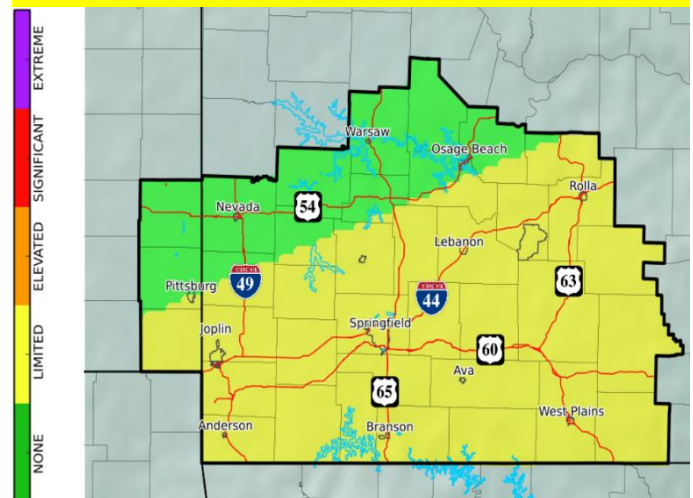 EXTREME
SIGNIFICANT
ELEVATED
LIMITED
NONE
Warsaw
Osage Beach
Rolla
Nevada
54
Lebanon
Pittsburg
49
44
63
Joplin
Springfield
60
Ava
65
West Plains
Anderson
Branson